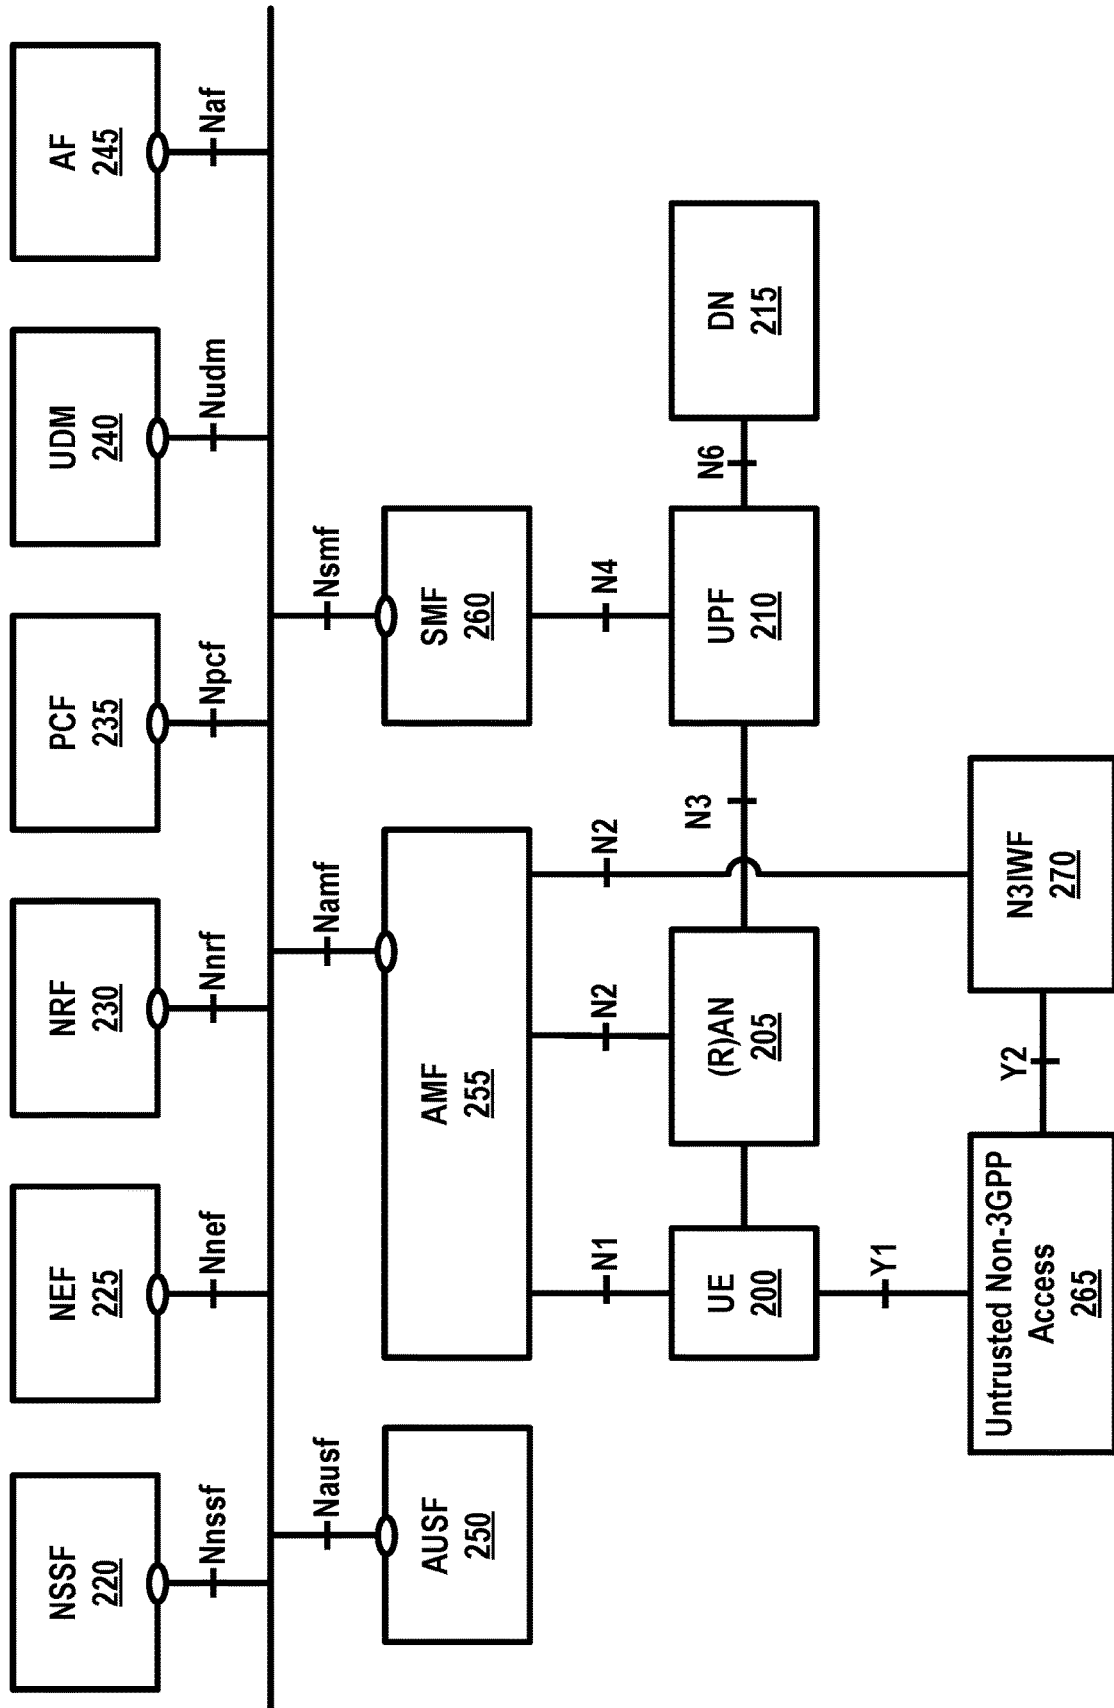 NSSF
220
NEF
225
NRF
230
PCF
235
UDM
240
AF
245
Nnssf
Nnef
Nnrf
Npcf
Nudm
Naf
Nausf
Namf
Nsmf
AUSF
250
AMF
255
SMF
260
N1
N2
N2
N4
UE
200
(R)AN
205
N3
UPF
210
N6
DN
215
Y1
Untrusted Non-3GPP
Access
265
Y2
N3IWF
270